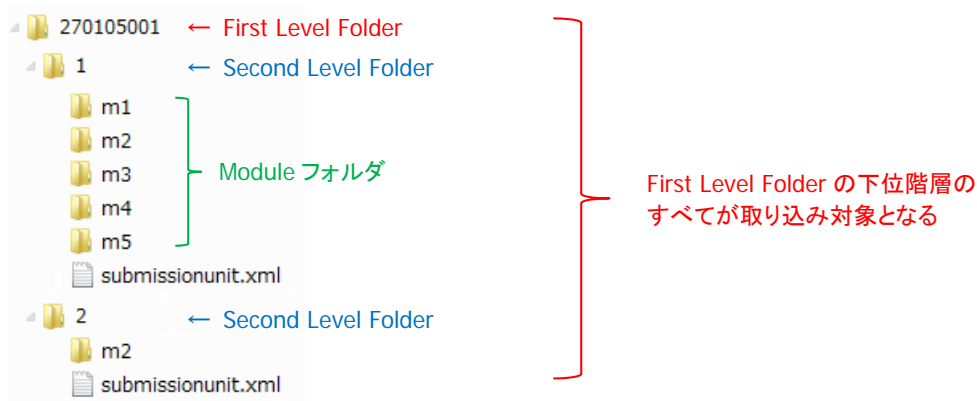 270105001 ← First Level Folder
1 ← Second Level Folder
m1
m2
m3 Module フォルダ
m4
m5
submissionunit.xml
2 ← Second Level Folder
m2
submissionunit.xml
First Level Folder の下位階層の
すべてが取り込み対象となる